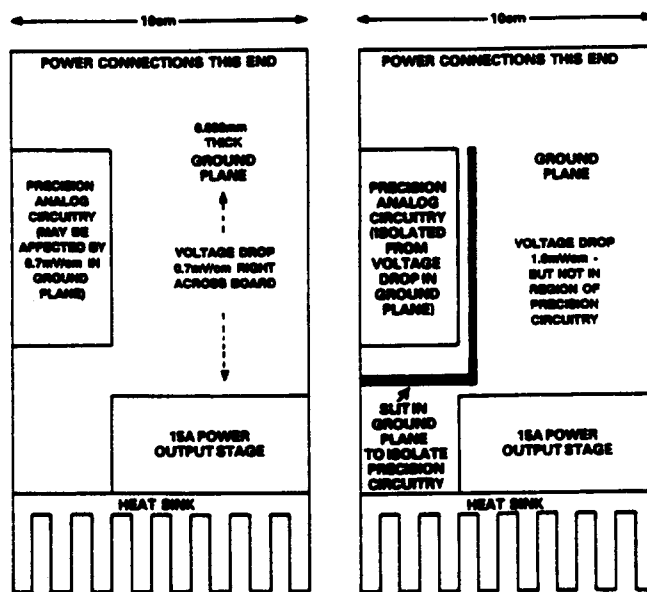 10cm
POWER CONNECTIONS THIS END
THICK
GROUND
PLANE
PRECISION
ANALOG
CIRCUITRY
(MAY BE
AFFECTED BY
0.7mV/cm IN
GROUND
PLANE)
VOLTAGE DROP
0.7mV/cm RIGHT
ACROSS BOARD
15A POWER
OUTPUT STAGE
HEAT SINK
10cm
POWER CONNECTIONS THIS END
PRECISION
ANALOG
CIRCUITRY
(ISOLATED
FROM
VOLTAGE
DROP IN
GROUND
PLANE)
GROUND
PLANE
VOLTAGE DROP
BUT NOT IN
REGION OF
PRECISION
CIRCUITRY
SLIT IN
GROUND
PLANE
TO ISOLATE
PRECISION
CIRCUITRY
15A POWER
OUTPUT STAGE
HEAT SINK